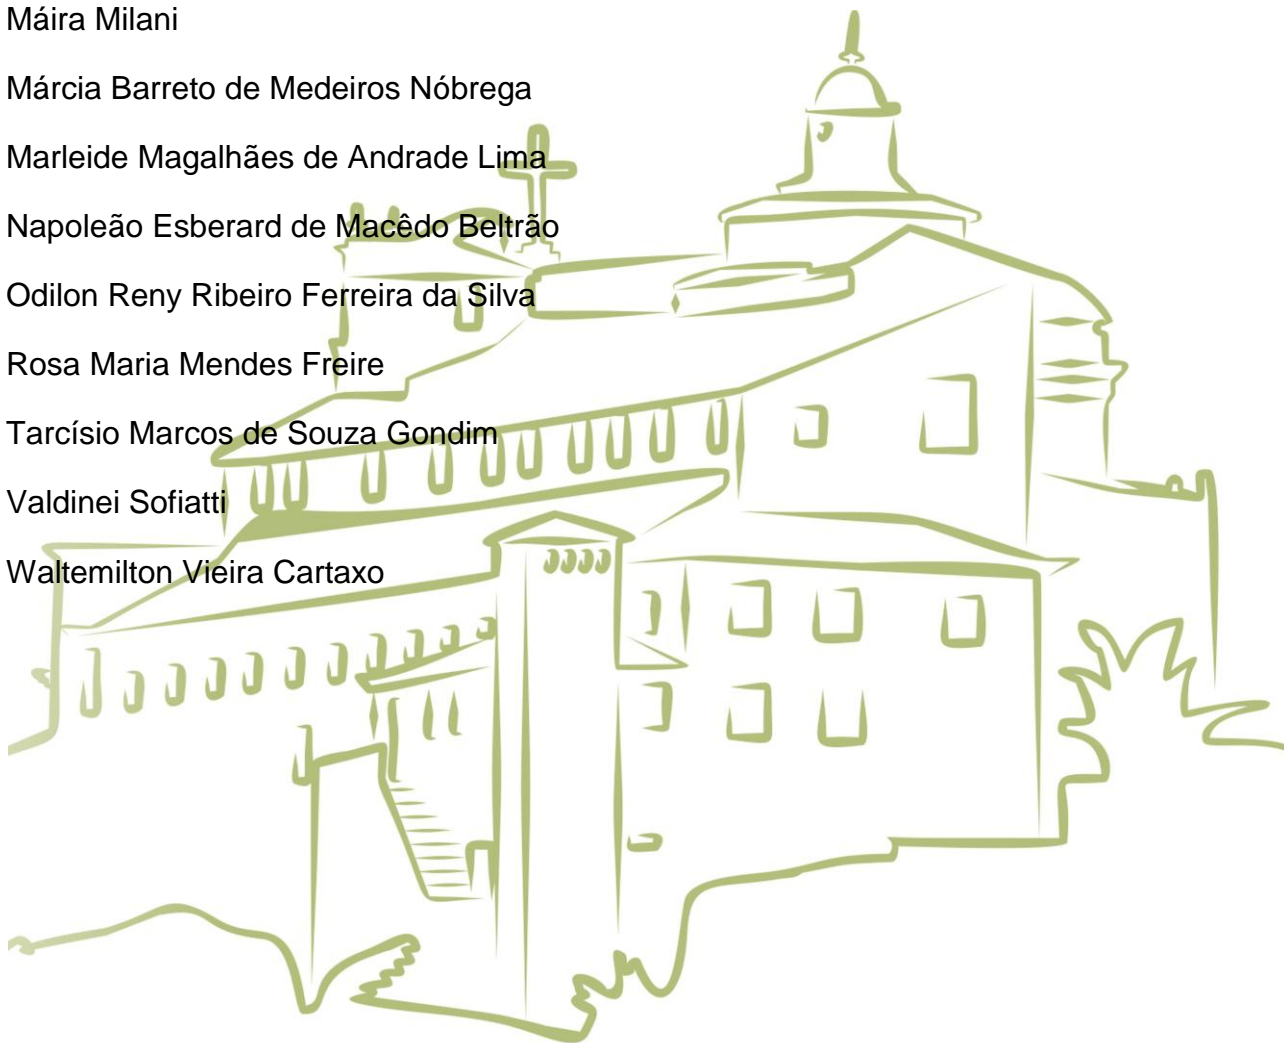 Máira Milani
Márcia Barreto de Medeiros Nóbrega
Marleide Magalhães de Andrade Lima
Napoleão Esberard de Macêdo Beltrão
Odilon Reny Ribeiro Ferreira da Silva
Rosa Maria Mendes Freire
Tarcísio Marcos de Souza Gondim
Valdinei Sofiatti
Waltemilton Vieira Cartaxo